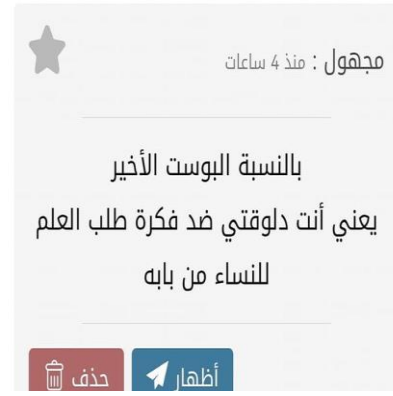 مجهول : منذ 4 ساعات
بالنسبة البوست الأخير
يعني أنت دلوقتي ضد فكرة طلب العلم
للنساء من بابه
أظهار حذف